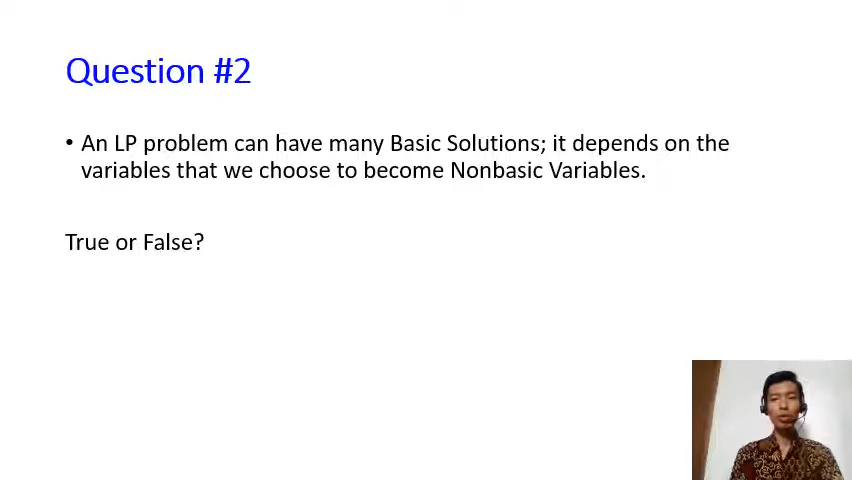 Question #2
• An LP problem can have many Basic Solutions; it depends on the
variables that we choose to become Nonbasic Variables.
True or False?